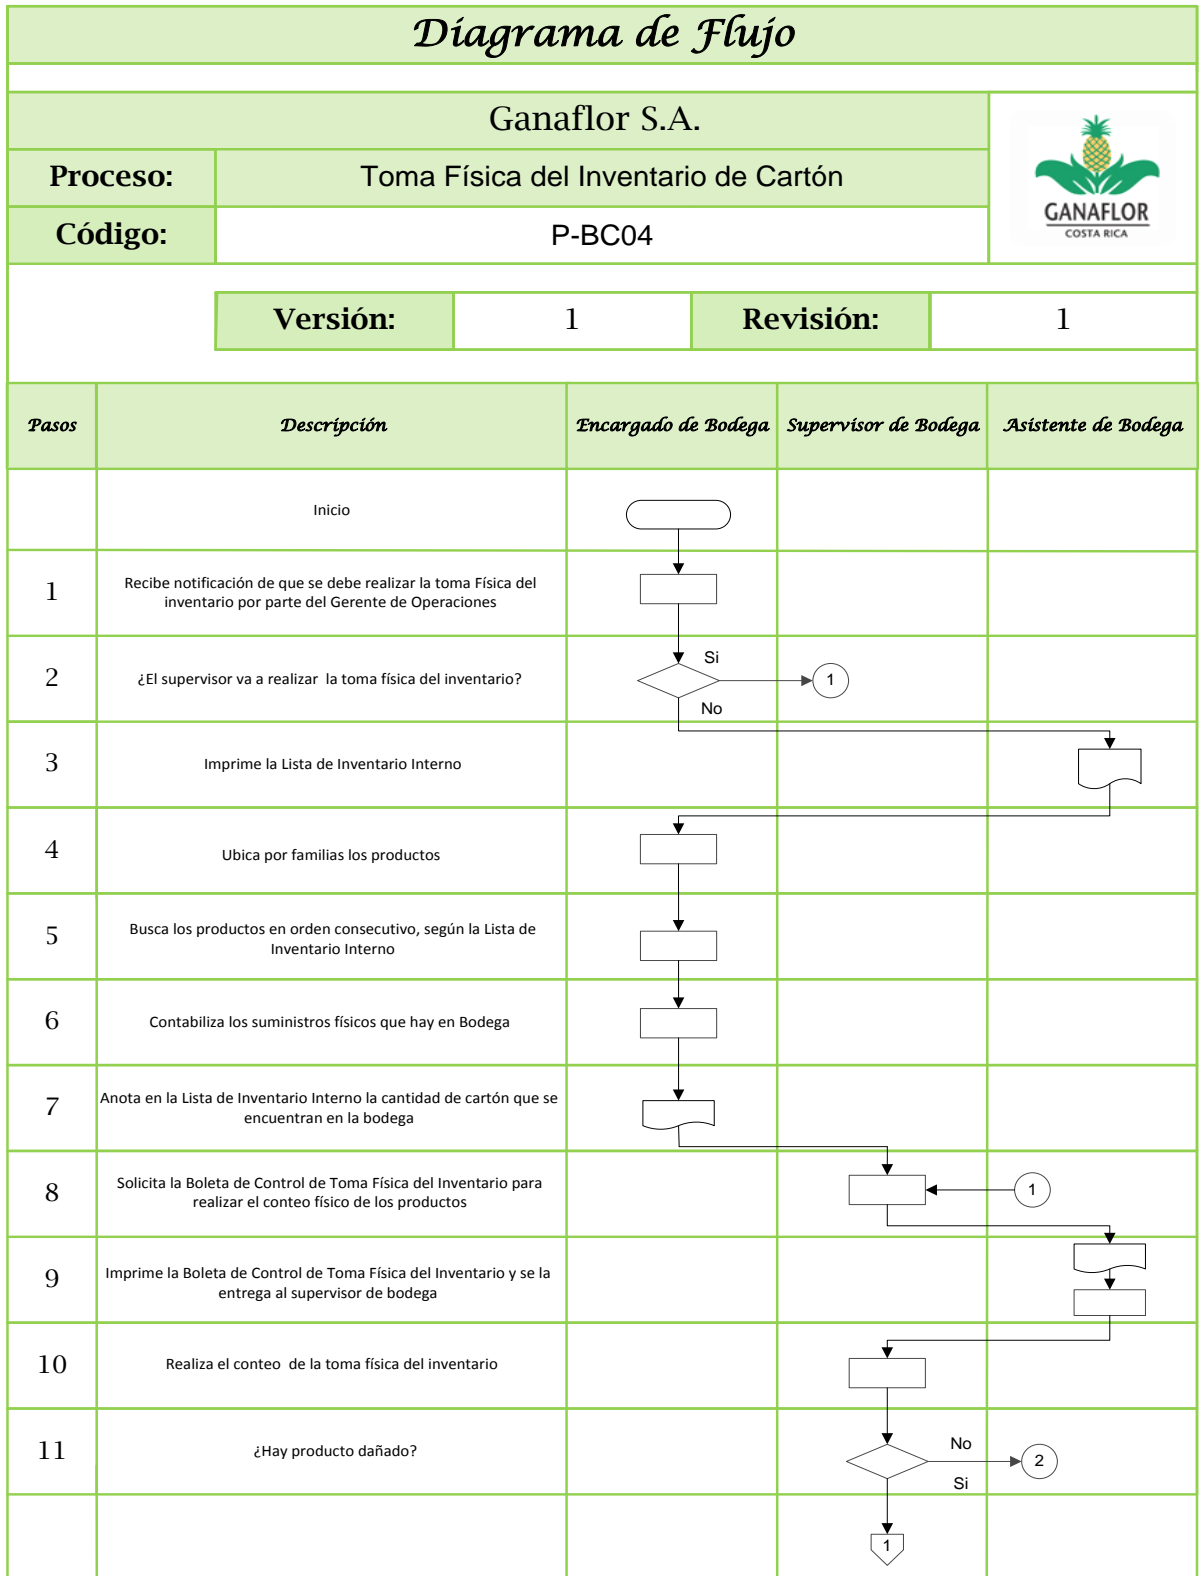 Diagrama de Flujo
Ganaflor S.A.
Proceso:
Toma Física del Inventario de Cartón
Código:
P-BC04
GANAFLOR
COSTA RICA
Versión:
1
Revisión:
1
Pasos
Descripción
Encargado de Bodega
Supervisor de Bodega
Asistente de Bodega
Inicio
1
Recibe notificación de que se debe realizar la toma Física del
inventario por parte del Gerente de Operaciones
2
¿El supervisor va a realizar  la toma física del inventario?
Si
1
No
3
Imprime la Lista de Inventario Interno
4
Ubica por familias los productos
5
Busca los productos en orden consecutivo, según la Lista de
Inventario Interno
6
Contabiliza los suministros físicos que hay en Bodega
7
Anota en la Lista de Inventario Interno la cantidad de cartón que se
encuentran en la bodega
8
Solicita la Boleta de Control de Toma Física del Inventario para
realizar el conteo físico de los productos
1
9
Imprime la Boleta de Control de Toma Física del Inventario y se la
entrega al supervisor de bodega
10
Realiza el conteo  de la toma física del inventario
11
¿Hay producto dañado?
No
2
Si
1